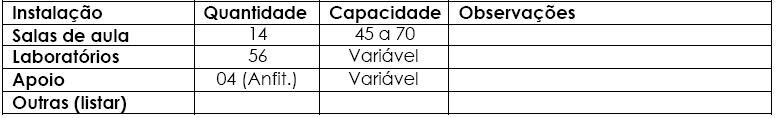 Instalação Quantidade Capacidade Observações
Salas de aula 14 45 a 70
Laboratórios 56 Variável
Apoio 04 (Anfit.) Variável
Outras (listar)